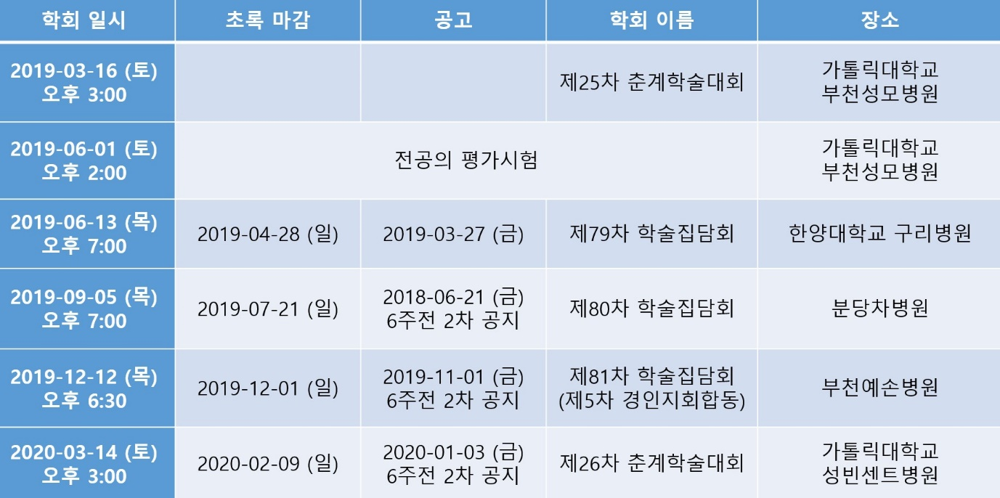 학회 일시 초록 마감 공고 학회 이름 장소
2019-03-16 (토)
오후 3:00
제25차 춘계학술대회
가톨릭대학교
부천성모병원
2019-06-01 (토)
오후 2:00
전공의 평가시험
가톨릭대학교
부천성모병원
2019-06-13 (목)
오후 7:00
2019-04-28 (일)
2019-03-27 (금)
제79차 학술집담회
한양대학교 구리병원
2019-09-05 (목)
오후 7:00
2019-07-21 (일)
2018-06-21 (금)
6주전 2차 공지
제80차 학술집담회
분당차병원
2019-12-12 (목)
오후 6:30
2019-12-01 (일)
2019-11-01 (금)
6주전 2차 공지
제81차 학술집담회
(제5차 경인지회합동)
부천예손병원
2020-03-14 (토)
오후 3:00
2020-02-09 (일)
2020-01-03 (금)
6주전 2차 공지
제26차 춘계학술대회
가톨릭대학교
성빈센트병원